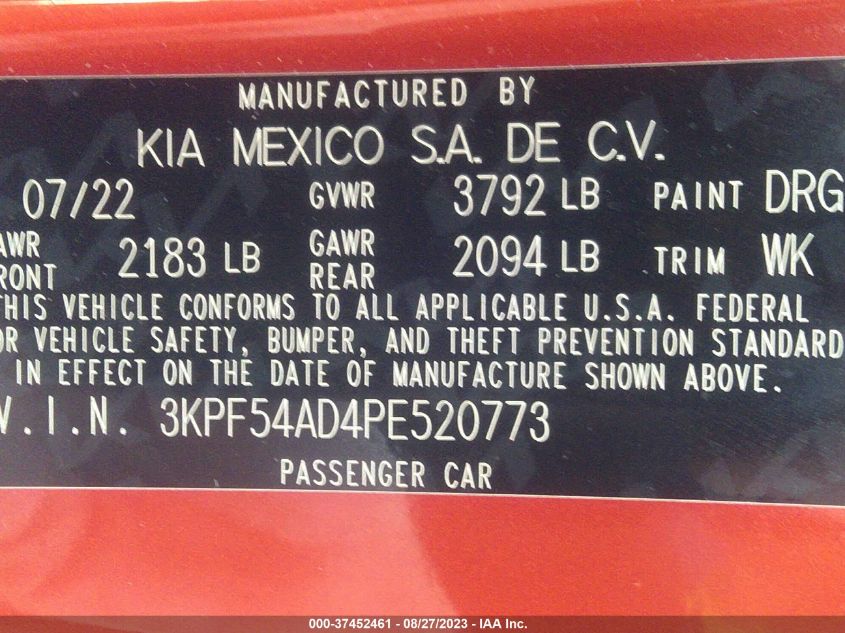 MANUFACTURED BY
KIA MEXICO S.A. DE C.V.
07/22 GVWR 3792 LB PAINT DRG
AWR FRONT 2183 LB GAWR REAR 2094 LB TRIM WK
THIS VEHICLE CONFORMS TO ALL APPLICABLE U.S.A. FEDERAL
OR VEHICLE SAFETY, BUMPER, AND THEFT PREVENTION STANDARD
IN EFFECT ON THE DATE OF MANUFACTURE SHOWN ABOVE.
V.I.N. 3KPF54AD4PE520773
PASSENGER CAR
000-37452461 - 08/27/2023 - IAA Inc.